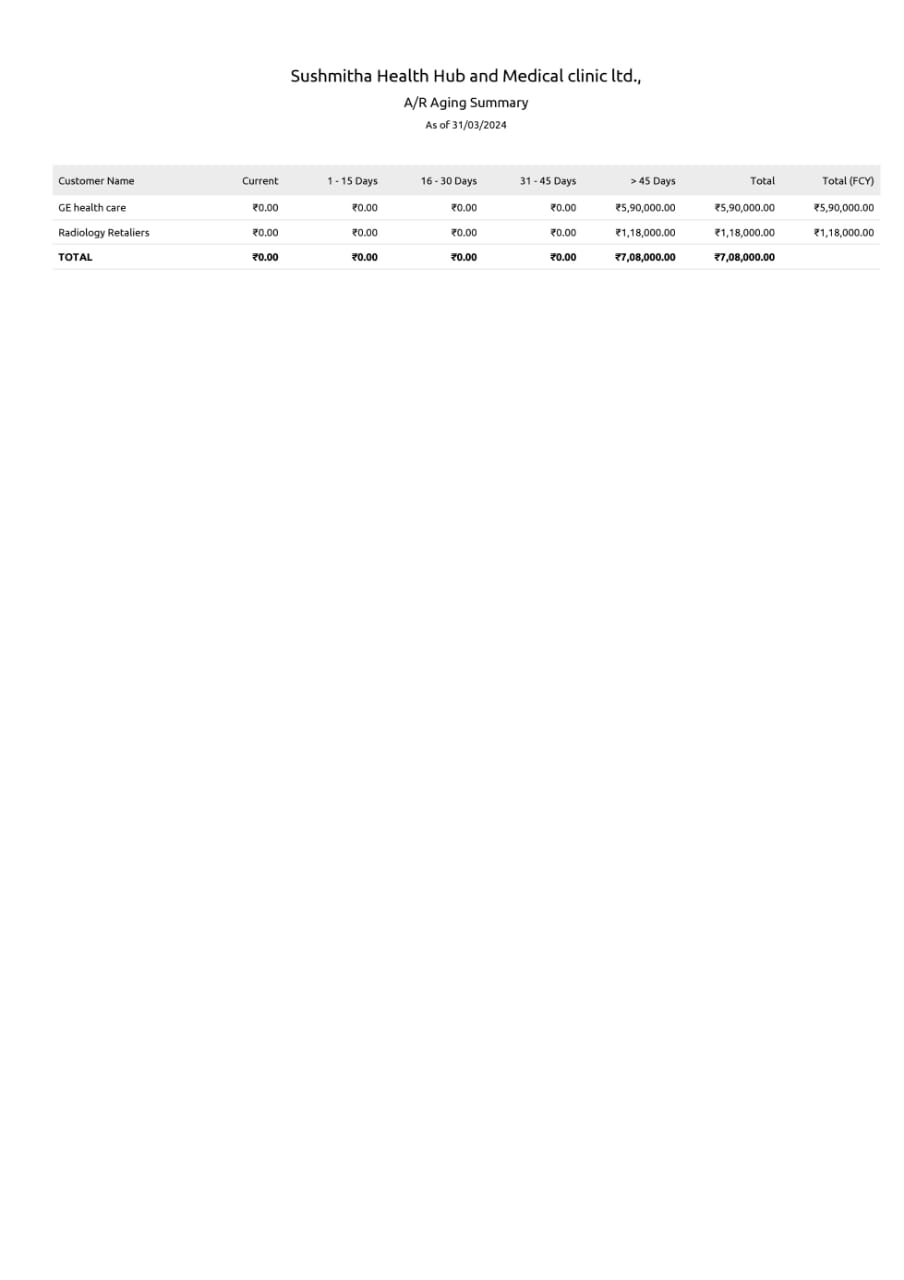 Sushmitha Health Hub and Medical clinic ltd.,
A/R Aging Summary
As of 31/03/2024
Customer Name Current 1 - 15 Days 16 - 30 Days 31 - 45 Days > 45 Days Total Total (FCY)
GE health care ₹0.00 ₹0.00 ₹0.00 ₹0.00 ₹5,90,000.00 ₹5,90,000.00 ₹5,90,000.00
Radiology Retaliers ₹0.00 ₹0.00 ₹0.00 ₹0.00 ₹1,18,000.00 ₹1,18,000.00 ₹1,18,000.00
TOTAL ₹0.00 ₹0.00 ₹0.00 ₹0.00 ₹7,08,000.00 ₹7,08,000.00